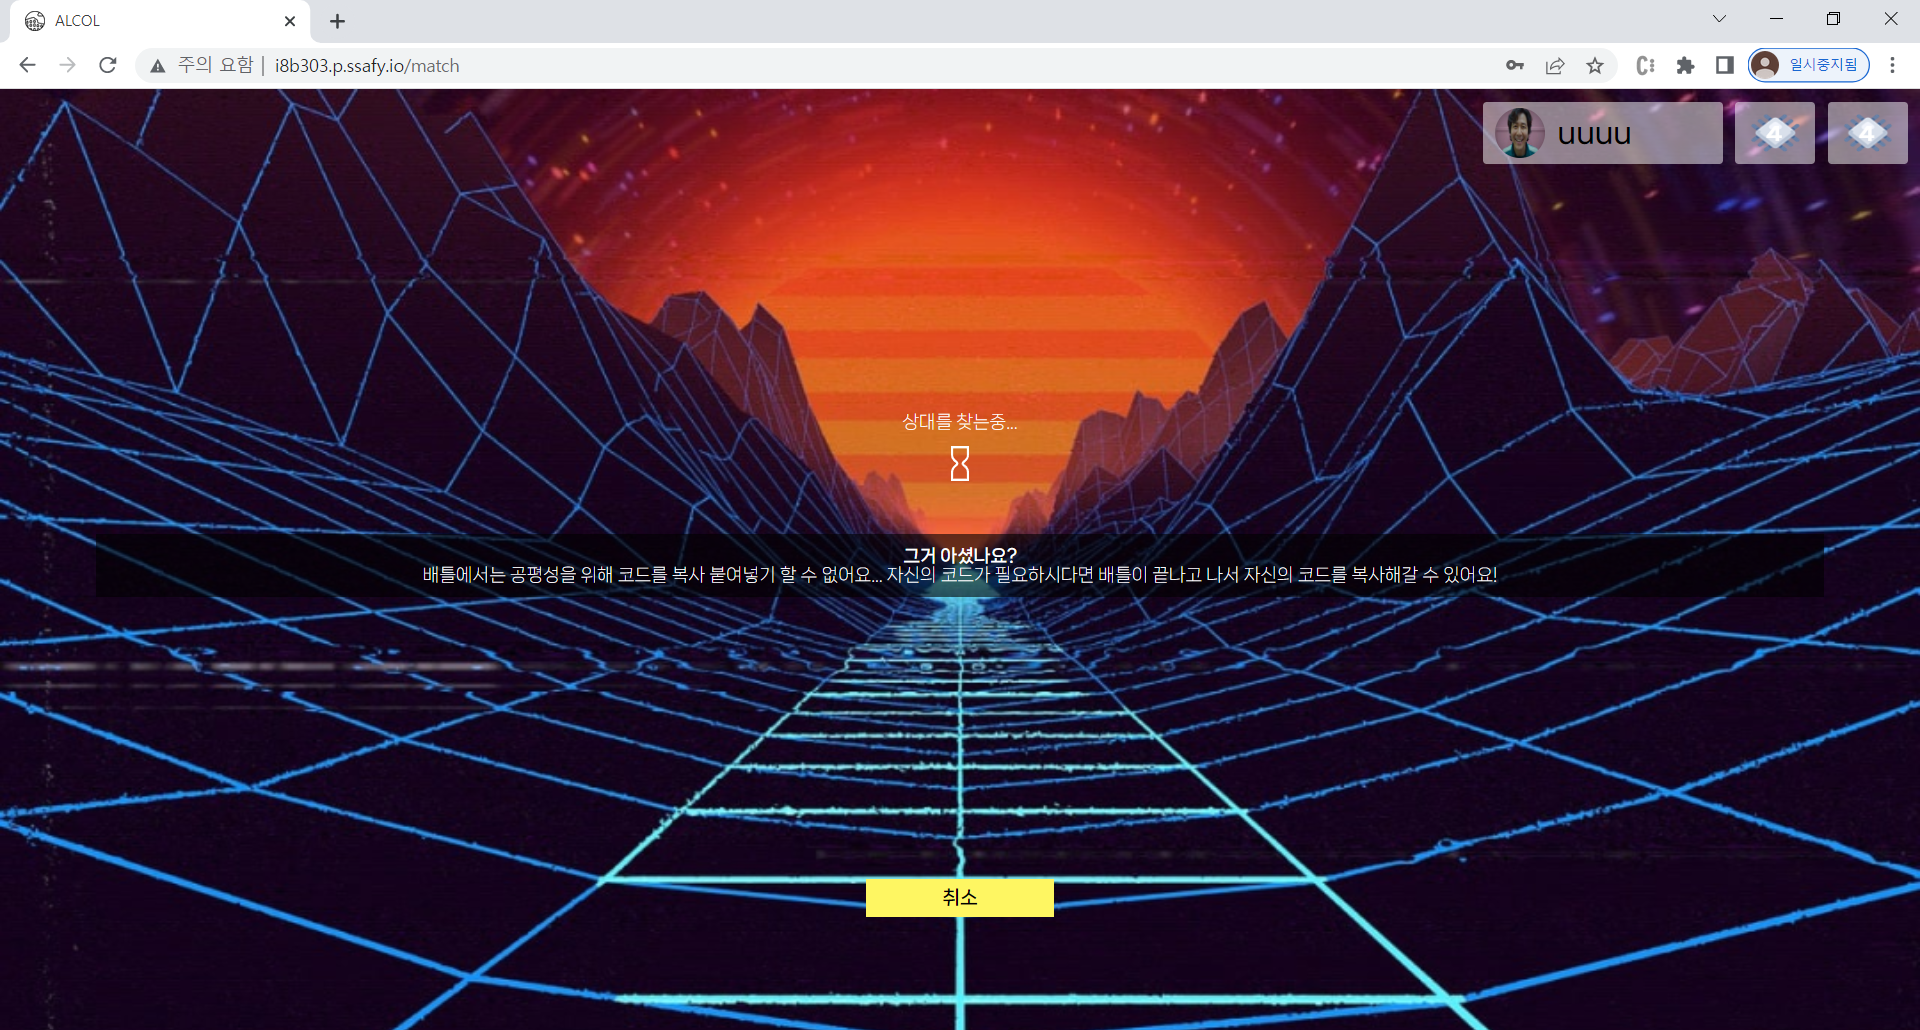 ALCOL
주의 요함 | i8b303.p.ssafy.io/match
일시중지됨
uuuu
4
4
상대를 찾는중...
그거 아셨나요?
배틀에서는 공평성을 위해 코드를 복사 붙여넣기 할 수 없어요... 자신의 코드가 필요하시다면 배틀이 끝나고 나서 자신의 코드를 복사해갈 수 있어요!
취소